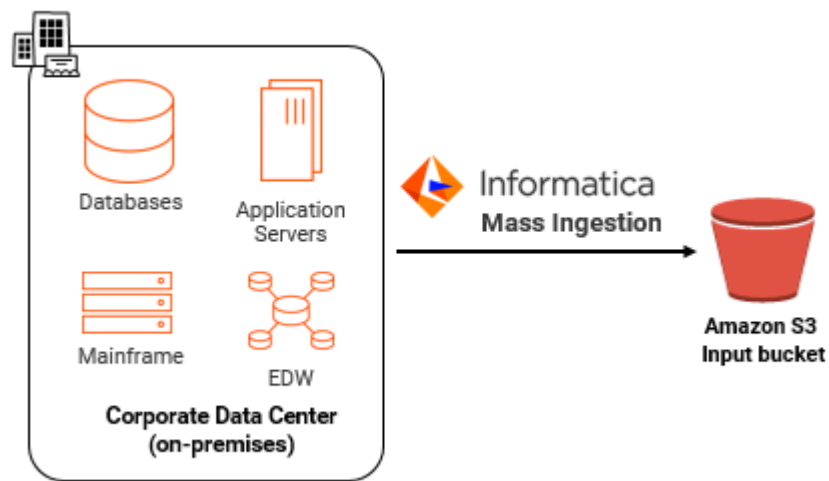 Databases
Application
Servers
Mainframe
EDW
Corporate Data Center
(on-premises)
Informatica
Mass Ingestion
Amazon S3
Input bucket